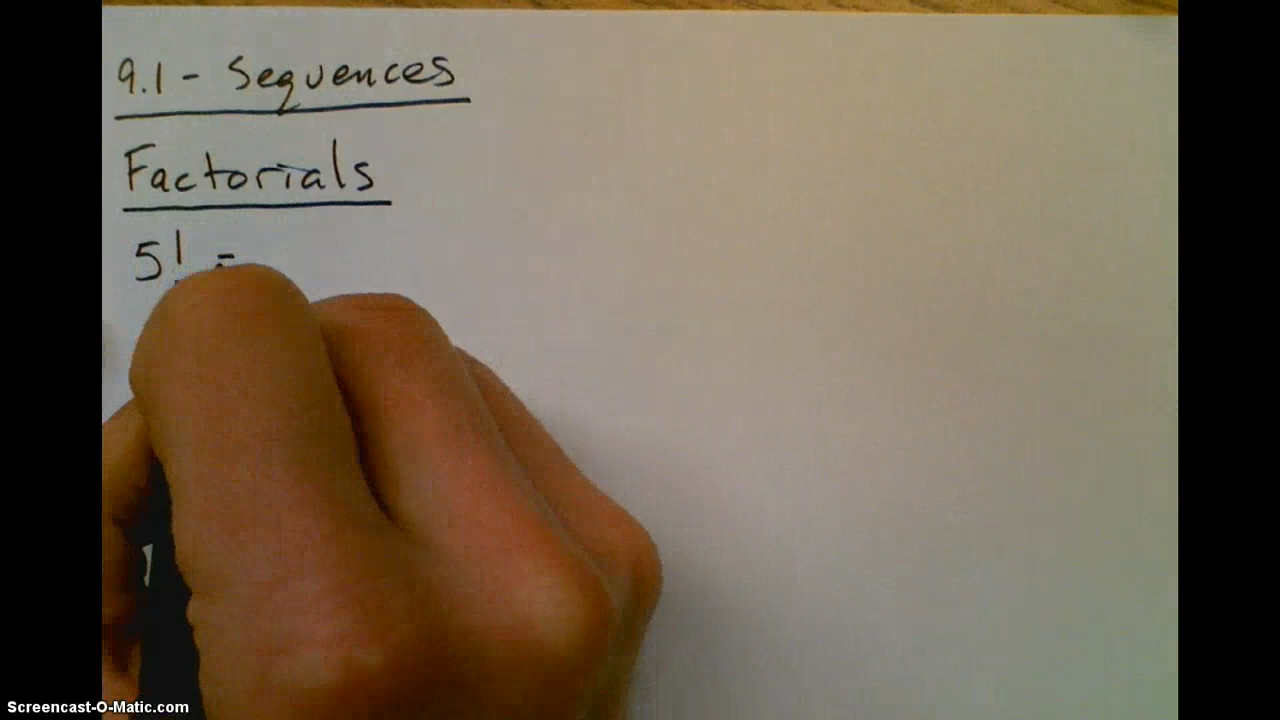 9.1 - Sequences
Factorials
5! =
Screencast-O-Matic.com